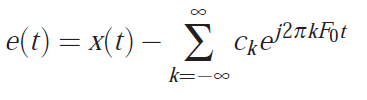 e(t) = x(t) − ∑_{k=−∞}^{∞} c_k e^{j2πkF_0t}